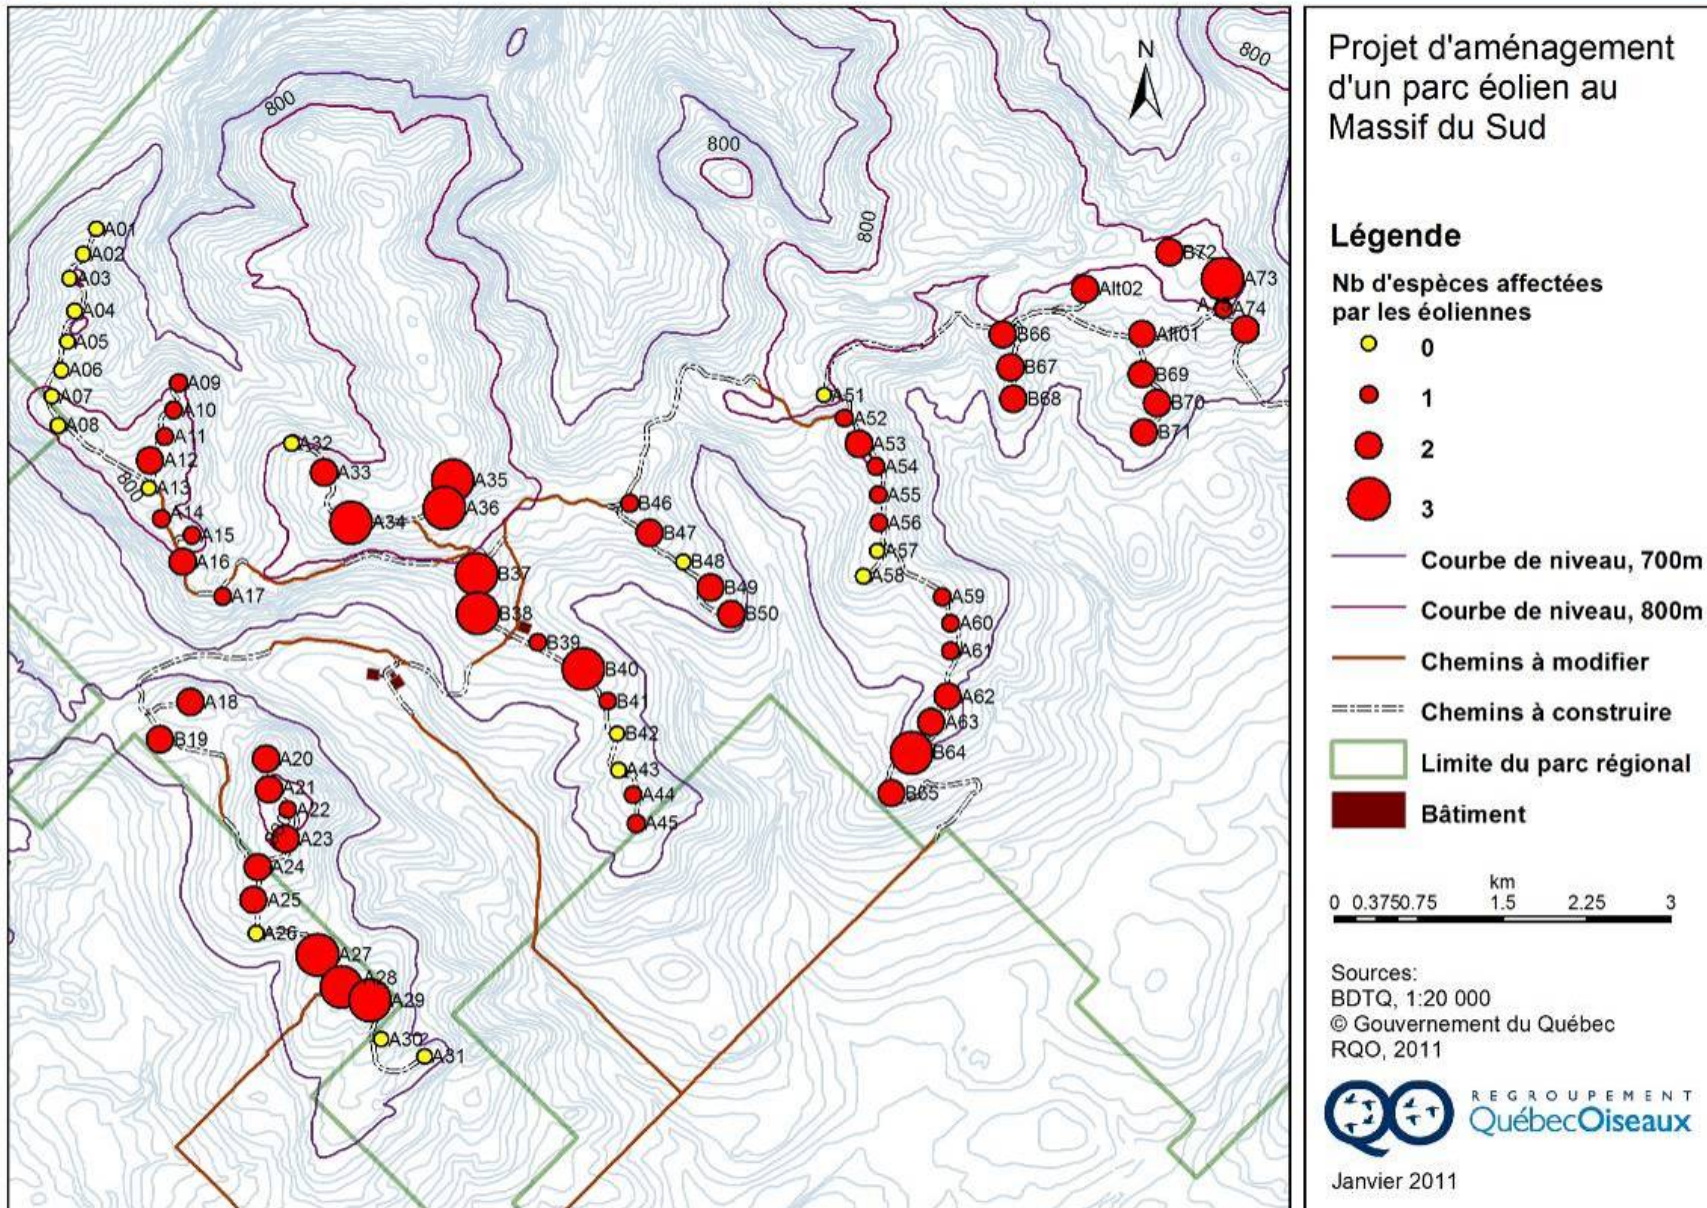 Projet d'aménagement
d'un parc éolien au
Massif du Sud
Légende
Nb d'espèces affectées
par les éoliennes
0
1
2
3
Courbe de niveau, 700m
Courbe de niveau, 800m
Chemins à modifier
Chemins à construire
Limite du parc régional
Bâtiment
km
0 0.375 0.75 1.5 2.25 3
Sources:
BDTQ, 1:20 000
© Gouvernement du Québec
RQO, 2011
REGROUPEMENT
QuébecOiseaux
Janvier 2011
N
800
800
800
800
800
A01
A02
A03
A04
A05
A06
A07
A08
A09
A10
A11
A12
A13
A14
A15
A16
A17
A18
B19
A20
A21
A22
A23
A24
A25
A26
A27
A28
A29
A30
A31
A32
A33
A34
A35
A36
B37
B38
B39
B40
B41
B42
A43
A44
A45
B46
B47
B48
B49
B50
A51
A52
A53
A54
A55
A56
A57
A58
A59
A60
A61
A62
A63
B64
B65
B66
B67
B68
Alt02
Alt01
B69
B70
B71
B72
A73
A74